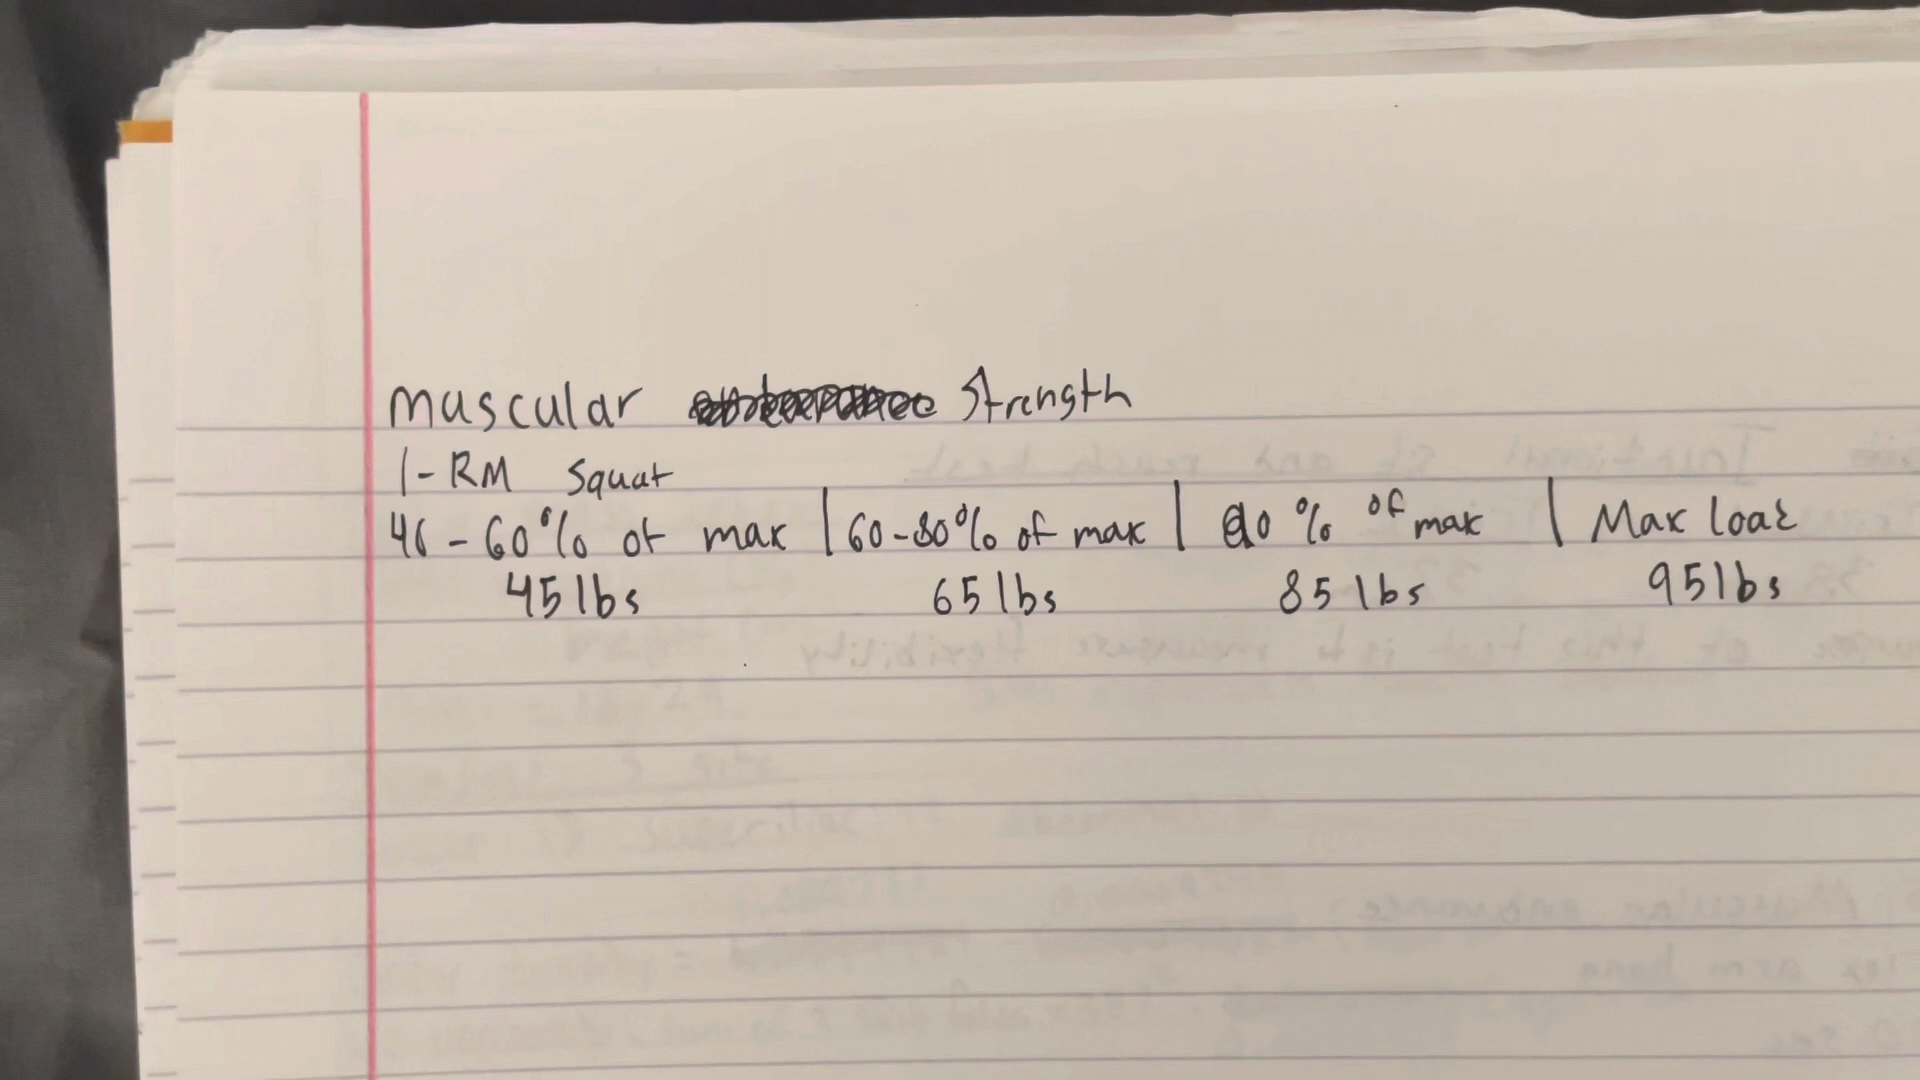 muscular Strength
1-RM Squat
40-60% of max | 60-80% of max | 90% of max | Max load
45lbs 65lbs 85lbs 95lbs